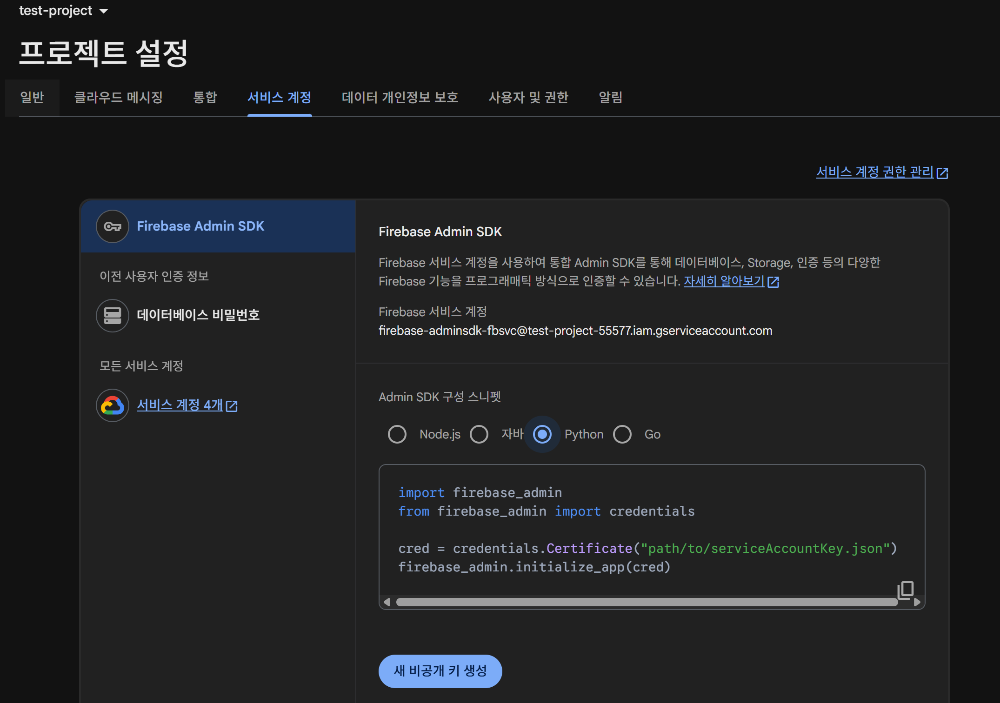 test-project
프로젝트 설정
일반 클라우드 메시징 통합 서비스 계정 데이터 개인정보 보호 사용자 및 권한 알림
서비스 계정 권한 관리
Firebase Admin SDK
이전 사용자 인증 정보
데이터베이스 비밀번호
모든 서비스 계정
서비스 계정 4개
Firebase Admin SDK
Firebase 서비스 계정을 사용하여 통합 Admin SDK를 통해 데이터베이스, Storage, 인증 등의 다양한
Firebase 기능을 프로그래매틱 방식으로 인증할 수 있습니다. 자세히 알아보기
Firebase 서비스 계정
firebase-adminsdk-fbsvc@test-project-55577.iam.gserviceaccount.com
Admin SDK 구성 스니펫
Node.js 자바 Python Go
import firebase_admin
from firebase_admin import credentials
cred = credentials.Certificate("path/to/serviceAccountKey.json")
firebase_admin.initialize_app(cred)
새 비공개 키 생성